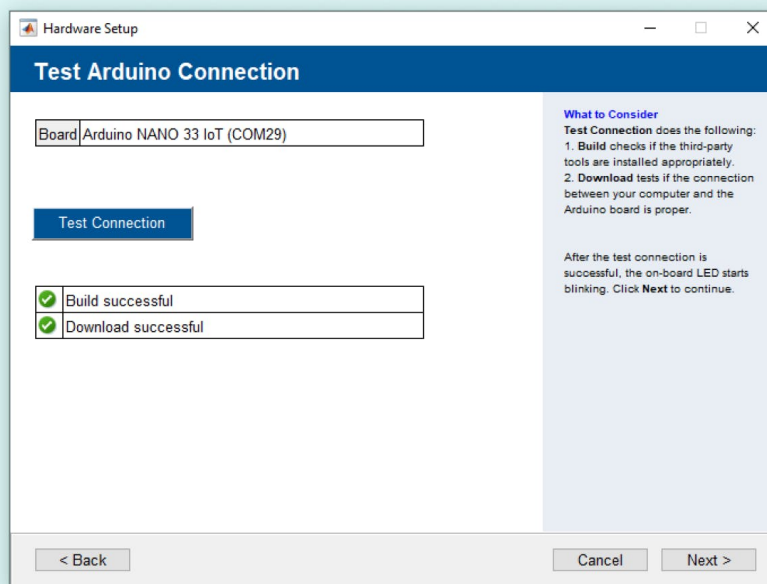 Hardware Setup
Test Arduino Connection
Board Arduino NANO 33 IoT (COM29)
Test Connection
Build successful
Download successful
What to Consider
Test Connection does the following:
1. Build checks if the third-party
tools are installed appropriately.
2. Download tests if the connection
between your computer and the
Arduino board is proper.
After the test connection is
successful, the on-board LED starts
blinking. Click Next to continue.
< Back
Cancel
Next >